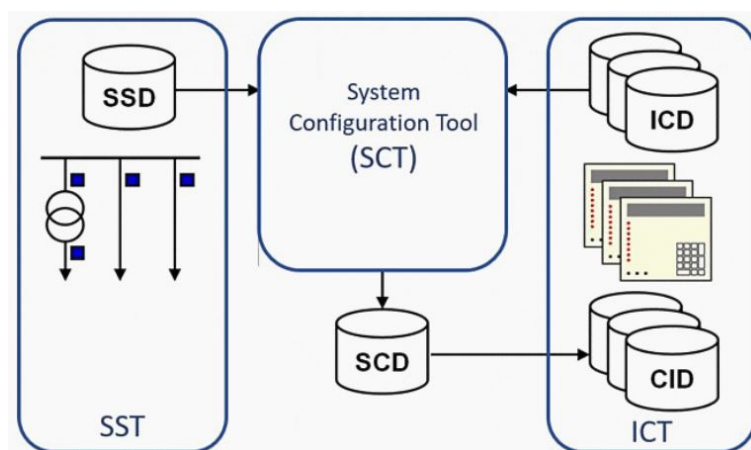 SSD
System
Configuration Tool
(SCT)
ICD
SCD
CID
SST
ICT